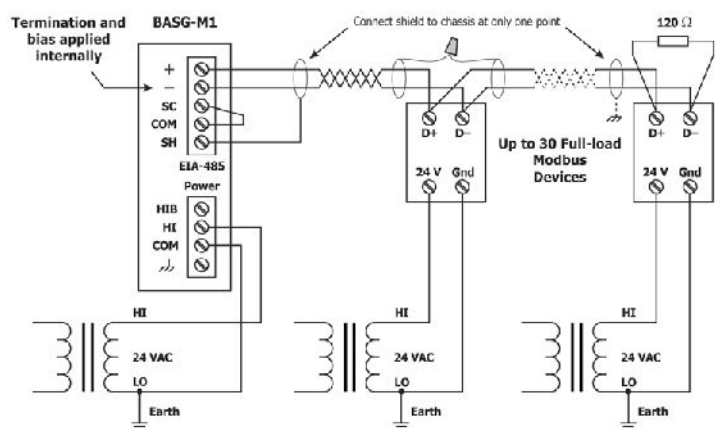 Termination and
bias applied
internally
BASG-M1
Connect shield to chassis at only one point
120 Ω
+
−
SC
COM
SH
EIA-485
Power
HIB
HI
COM
D+ D−
24 V Gnd
Up to 30 Full-load
Modbus
Devices
D+ D−
24 V Gnd
HI
24 VAC
LO
Earth
HI
24 VAC
LO
Earth
HI
24 VAC
LO
Earth